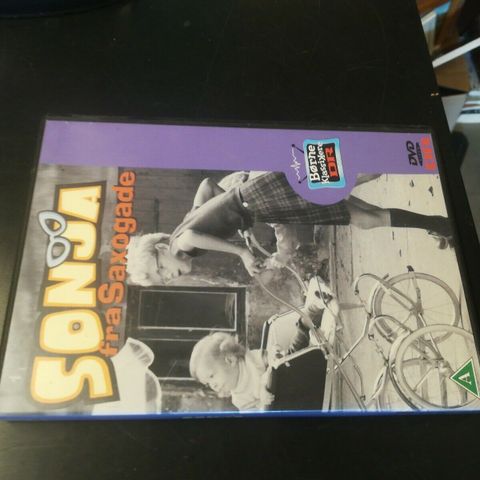 SONJA
fra Saxogade
Børne
Klassikere
DR
DVD
A